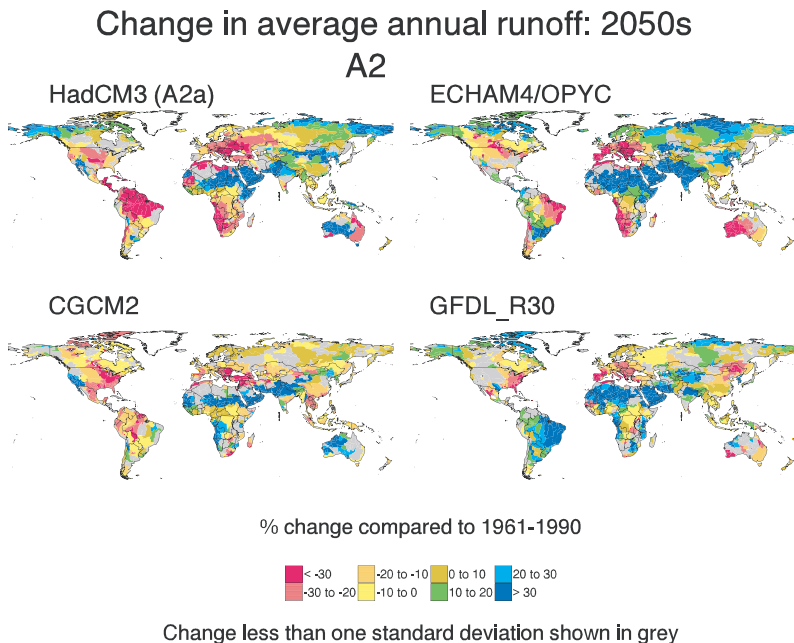 Change in average annual runoff: 2050s
A2
HadCM3 (A2a)
ECHAM4/OPYC
CGCM2
GFDL_R30
% change compared to 1961-1990
< -30
-20 to -10
0 to 10
20 to 30
-30 to -20
-10 to 0
10 to 20
> 30
Change less than one standard deviation shown in grey